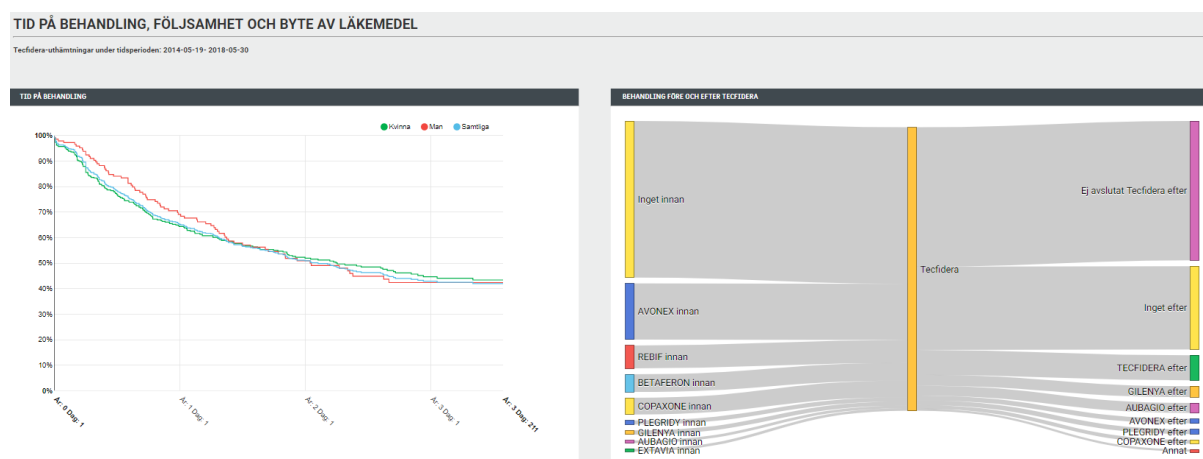 TID PÅ BEHANDLING, FÖLJSAMHET OCH BYTE AV LÄKEMEDEL
Tecfidera-uthämtningar under tidsperioden: 2014-05-19- 2018-05-30
TID PÅ BEHANDLING
Kvinna Man Samtliga
100%
90%
80%
70%
60%
50%
40%
30%
20%
10%
0%
År: 0 Dag: 1
År: 1 Dag: 1
År: 2 Dag: 1
År: 3 Dag: 1
År: 3 Dag: 211
BEHANDLING FÖRE OCH EFTER TECFIDERA
Inget innan
AVONEX innan
REBIF innan
BETAFERON innan
COPAXONE innan
PLEGRIDY innan
GILENYA innan
AUBAGIO innan
EXTAVIA innan
Tecfidera
Ej avslutat Tecfidera efter
Inget efter
TECFIDERA efter
GILENYA efter
AUBAGIO efter
AVONEX efter
PLEGRIDY efter
COPAXONE efter
Annat